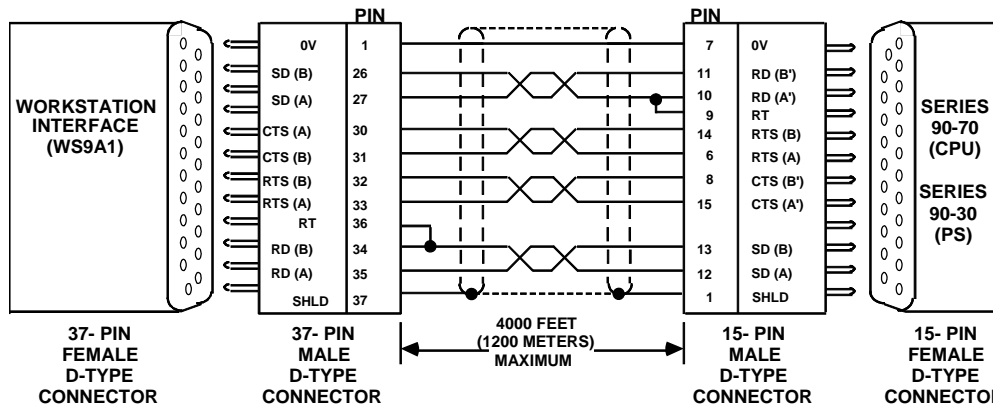 PIN PIN
0V 1 7 0V
SD (B) 26 11 RD (B')
SD (A) 27 10 RD (A')
9 RT
CTS (A) 30 14 RTS (B)
CTS (B) 31 6 RTS (A)
RTS (B) 32 8 CTS (B')
RTS (A) 33 15 CTS (A')
RT 36
RD (B) 34 13 SD (B)
RD (A) 35 12 SD (A)
SHLD 37 1 SHLD
WORKSTATION
INTERFACE
(WS9A1)
SERIES
90-70
(CPU)
SERIES
90-30
(PS)
37- PIN
FEMALE
D-TYPE
CONNECTOR
37- PIN
MALE
D-TYPE
CONNECTOR
4000 FEET
(1200 METERS)
MAXIMUM
15- PIN
MALE
D-TYPE
CONNECTOR
15- PIN
FEMALE
D-TYPE
CONNECTOR